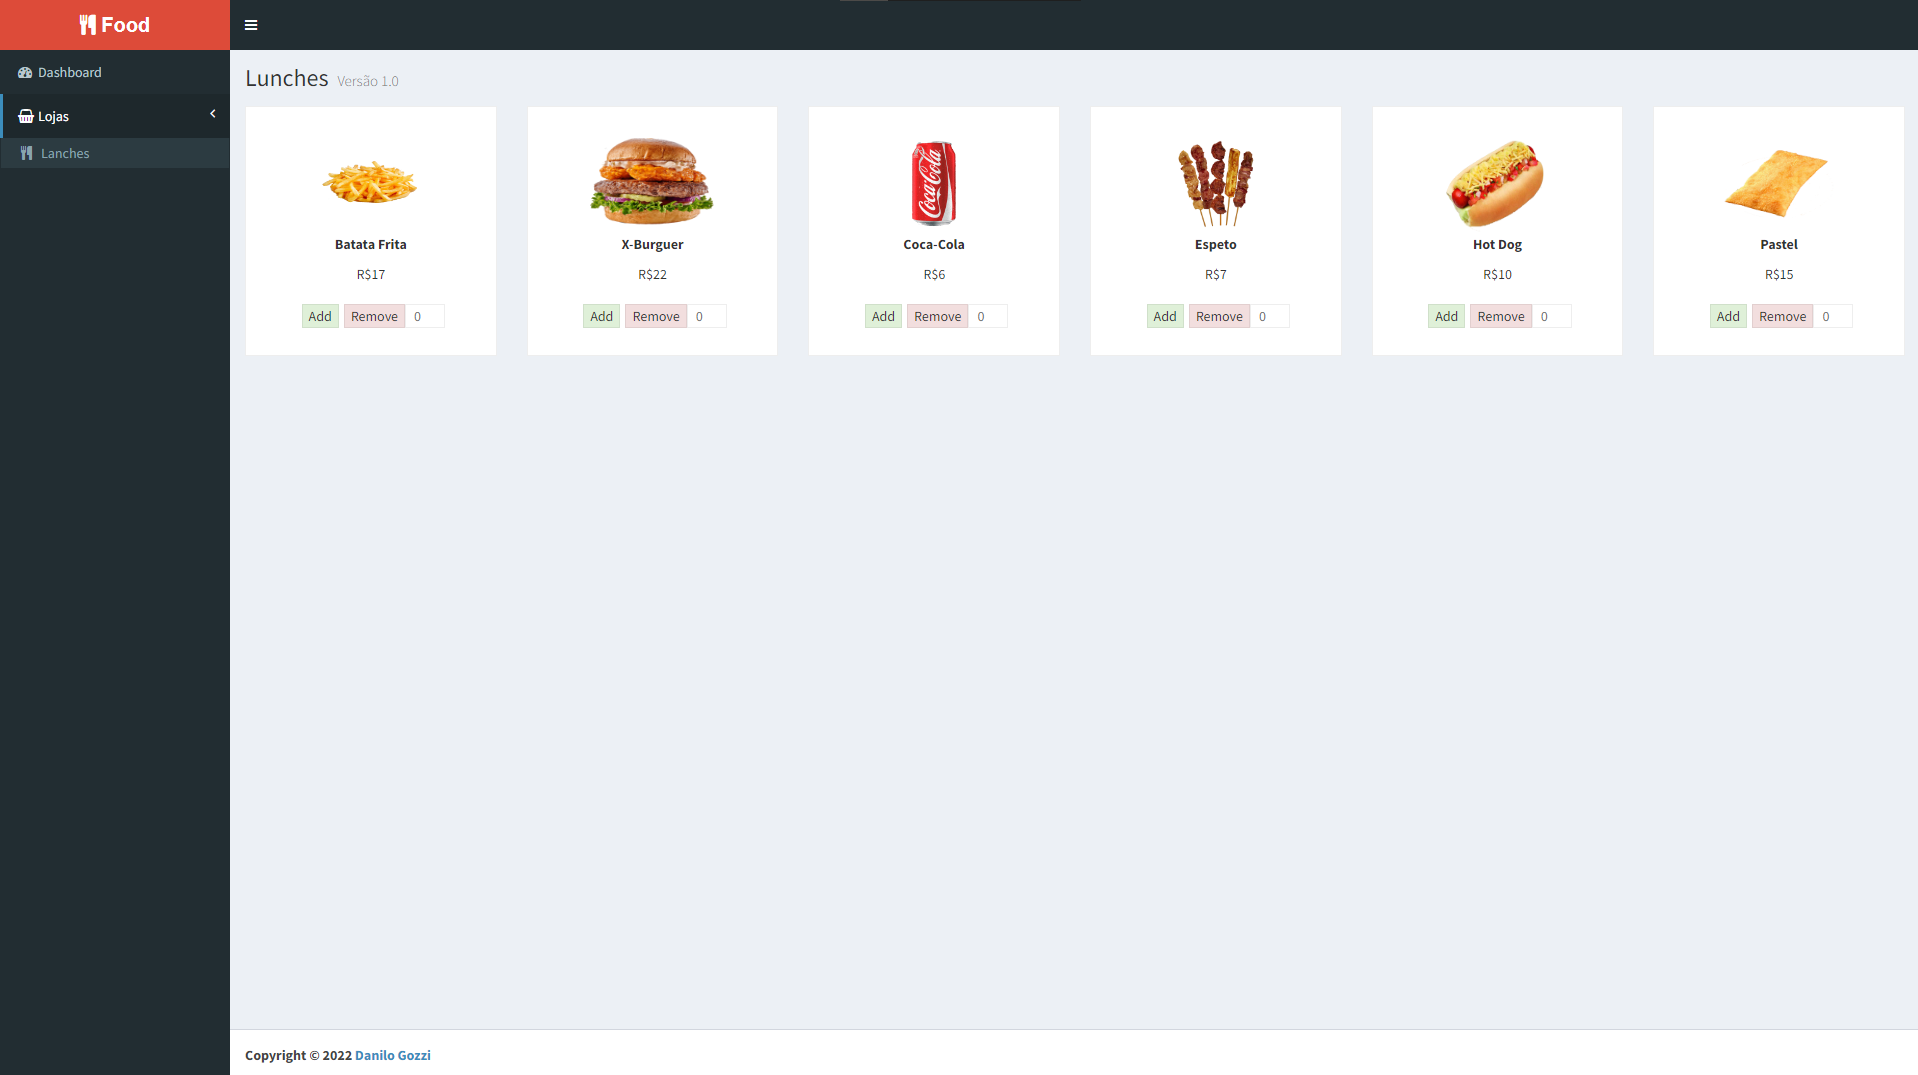 Food
Dashboard
Lojas
Lanches
Lunches Versão 1.0
Batata Frita
R$17
Add Remove 0
X-Burguer
R$22
Add Remove 0
Coca-Cola
Coca-Cola
R$6
Add Remove 0
Espeto
R$7
Add Remove 0
Hot Dog
R$10
Add Remove 0
Pastel
R$15
Add Remove 0
Copyright © 2022 Danilo Gozzi